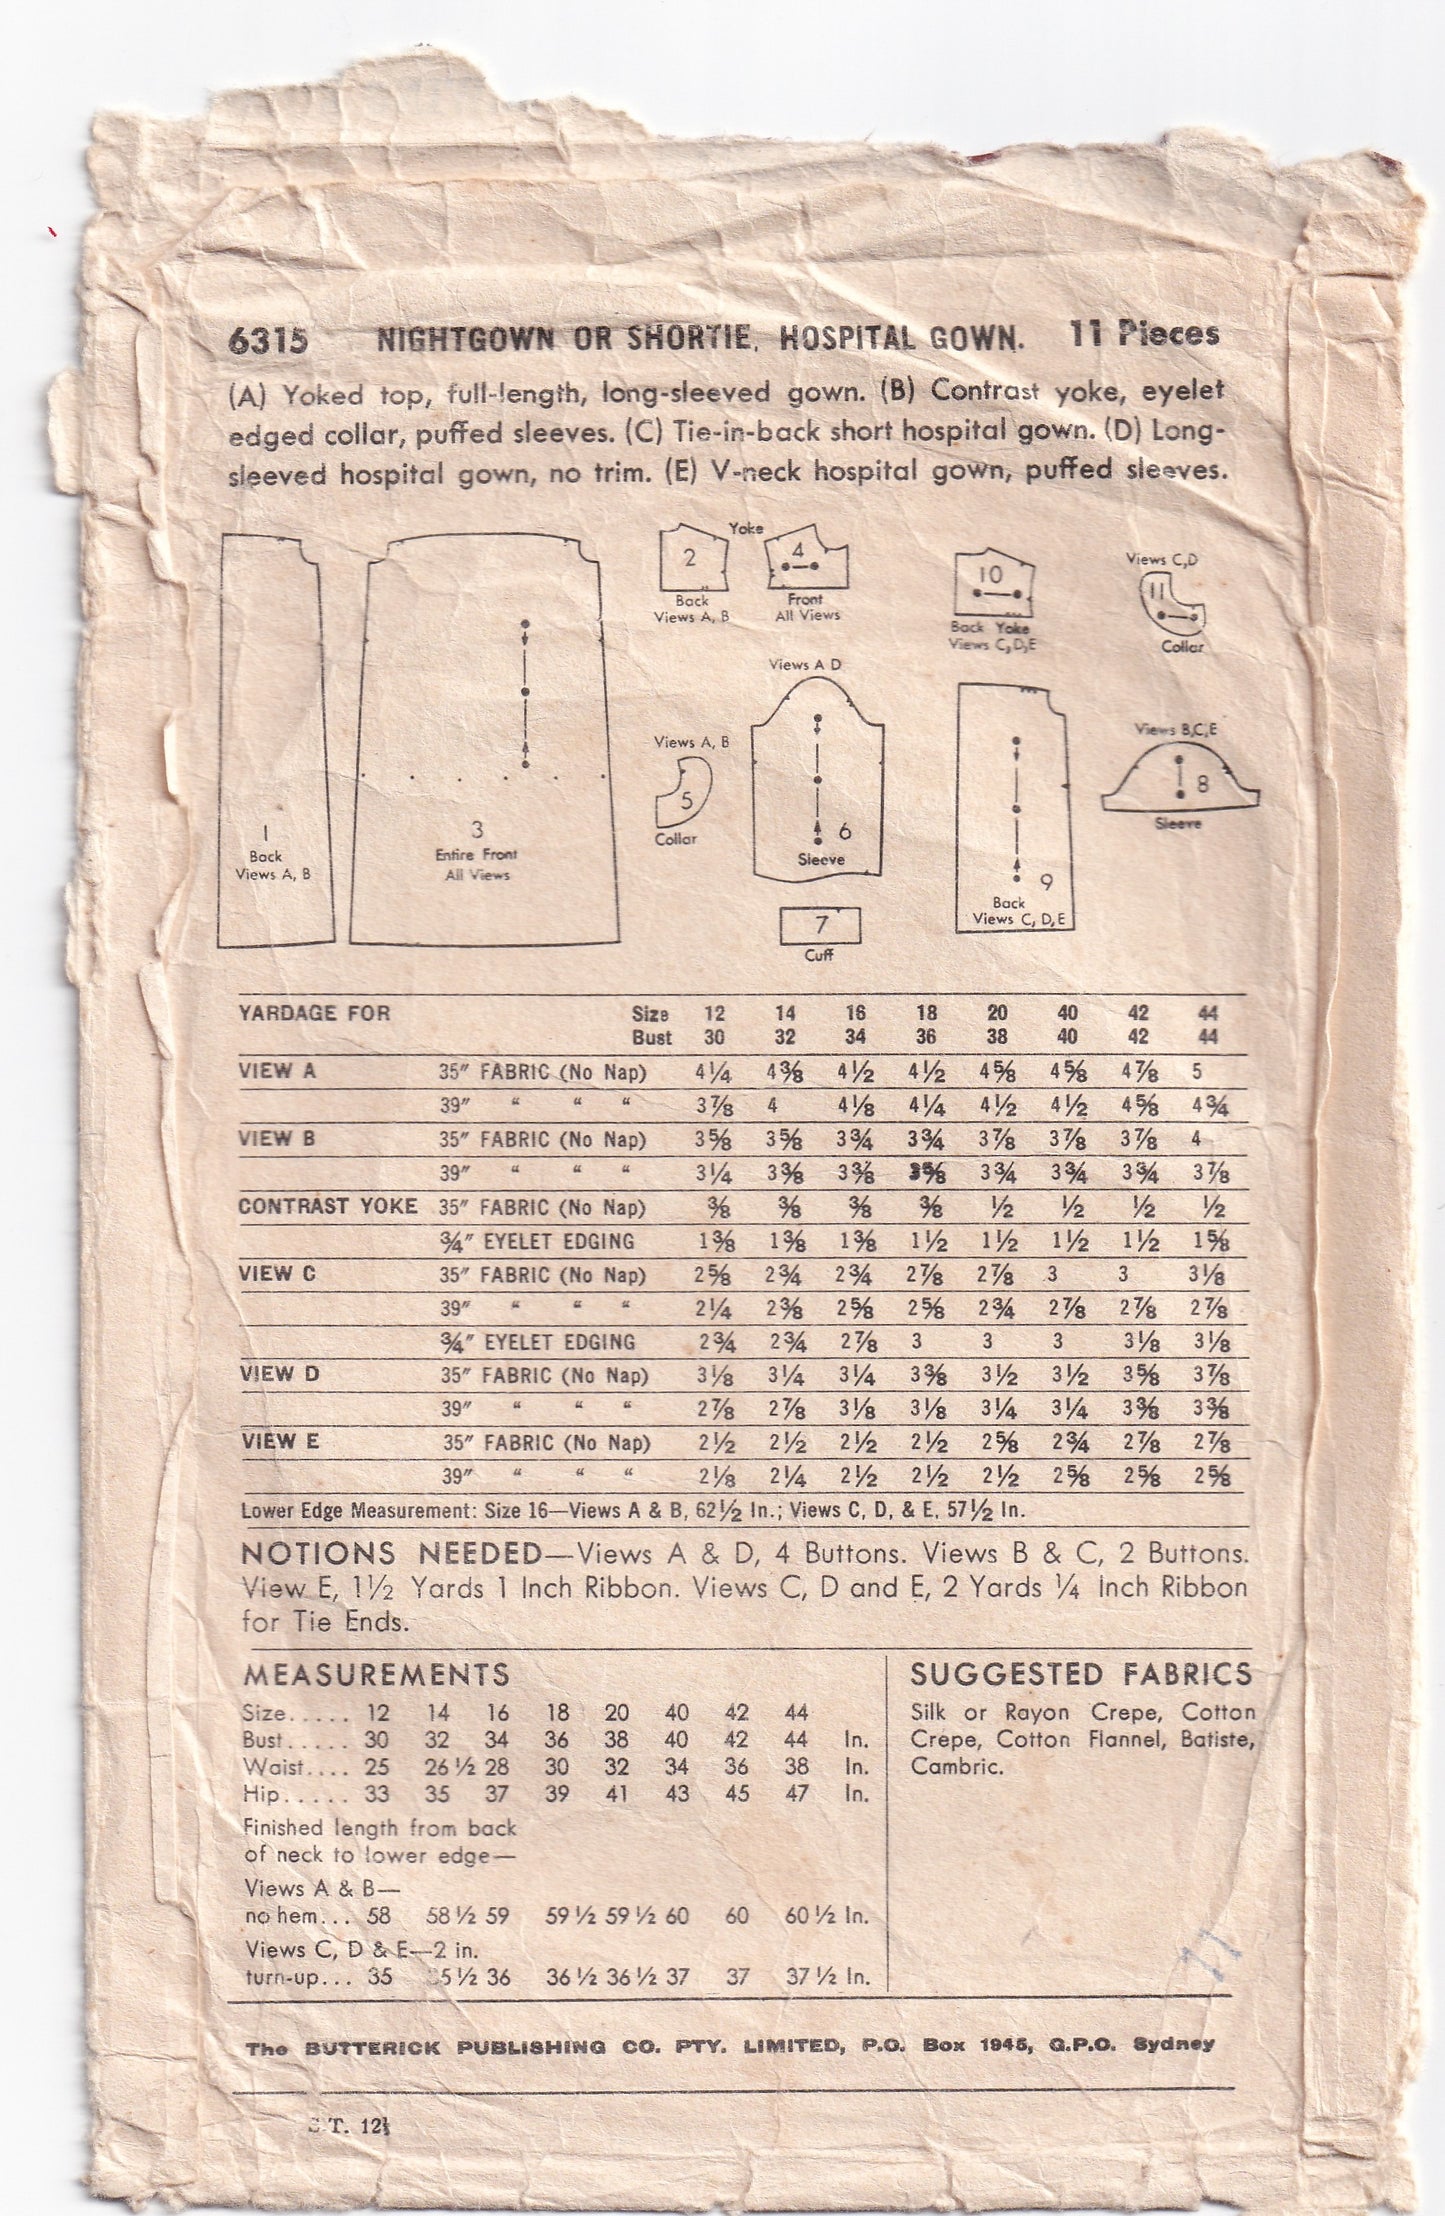 6315 NIGHTGOWN OR SHORTIE, HOSPITAL GOWN. 11 Pieces
(A) Yoked top, full-length, long-sleeved gown. (B) Contrast yoke, eyelet
edged collar, puffed sleeves. (C) Tie-in-back short hospital gown. (D) Long-
sleeved hospital gown, no trim. (E) V-neck hospital gown, puffed sleeves.
1
Back
Views A, B
3
Entire Front
All Views
Yoke
2
Back
Views A, B
4
Front
All Views
10
Back Yoke
Views C, D, E
Views C, D
11
Collar
Views A, B
5
Collar
Views A D
6
Sleeve
7
Cuff
9
Back
Views C, D, E
Views B, C, E
8
Sleeve
YARDAGE FOR Size 12 14 16 18 20 40 42 44
Bust 30 32 34 36 38 40 42 44
VIEW A 35" FABRIC (No Nap) 4¼ 4⅜ 4½ 4½ 4⅝ 4⅝ 4⅞ 5
39" " " " 3⅞ 4 4⅛ 4¼ 4½ 4½ 4⅝ 4¾
VIEW B 35" FABRIC (No Nap) 3⅝ 3⅝ 3¾ 3¾ 3⅞ 3⅞ 3⅞ 4
39" " " " 3¼ 3⅜ 3⅜ 3⅝ 3¾ 3¾ 3¾ 3⅞
CONTRAST YOKE 35" FABRIC (No Nap) ⅜ ⅜ ⅜ ⅜ ½ ½ ½ ½
¾" EYELET EDGING 1⅜ 1⅜ 1⅜ 1½ 1½ 1½ 1½ 1⅝
VIEW C 35" FABRIC (No Nap) 2⅝ 2¾ 2¾ 2⅞ 2⅞ 3 3 3⅛
39" " " " 2¼ 2⅜ 2⅝ 2⅝ 2¾ 2⅞ 2⅞ 2⅞
¾" EYELET EDGING 2¾ 2¾ 2⅞ 3 3 3 3⅛ 3⅛
VIEW D 35" FABRIC (No Nap) 3⅛ 3¼ 3¼ 3⅜ 3½ 3½ 3⅝ 3⅞
39" " " " 2⅞ 2⅞ 3⅛ 3⅛ 3¼ 3¼ 3⅜ 3⅜
VIEW E 35" FABRIC (No Nap) 2½ 2½ 2½ 2½ 2⅝ 2¾ 2⅞ 2⅞
39" " " " 2⅛ 2¼ 2½ 2½ 2½ 2⅝ 2⅝ 2⅝
Lower Edge Measurement: Size 16—Views A & B, 62½ In.; Views C, D, & E, 57½ In.
NOTIONS NEEDED—Views A & D, 4 Buttons. Views B & C, 2 Buttons.
View E, 1½ Yards 1 Inch Ribbon. Views C, D and E, 2 Yards ¼ Inch Ribbon
for Tie Ends.
MEASUREMENTS
Size..... 12 14 16 18 20 40 42 44
Bust..... 30 32 34 36 38 40 42 44 In.
Waist.... 25 26½ 28 30 32 34 36 38 In.
Hip...... 33 35 37 39 41 43 45 47 In.
Finished length from back
of neck to lower edge—
Views A & B—
no hem... 58 58½ 59 59½ 59½ 60 60 60½ In.
Views C, D & E—2 in.
turn-up... 35 35½ 36 36½ 36½ 37 37 37½ In.
SUGGESTED FABRICS
Silk or Rayon Crepe, Cotton
Crepe, Cotton Flannel, Batiste,
Cambric.
The BUTTERICK PUBLISHING CO. PTY. LIMITED, P.O. Box 1945, G.P.O. Sydney
S.T. 12½